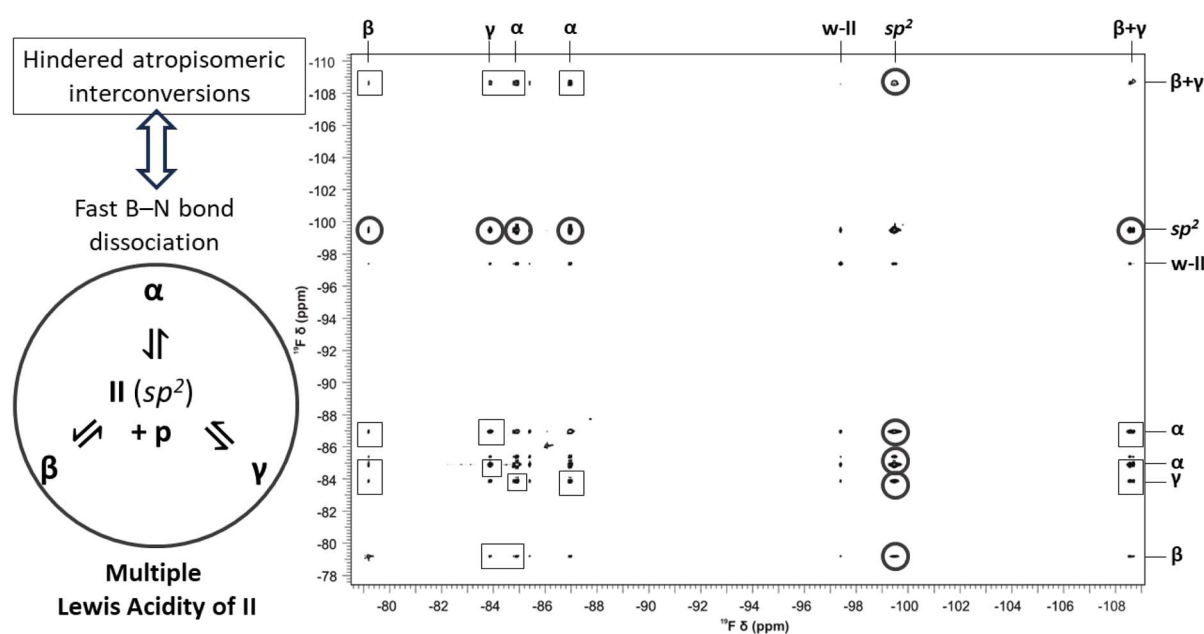 Hindered atropisomeric
interconversions
Fast B–N bond
dissociation
α
II (sp²)
+ p
β
γ
Multiple
Lewis Acidity of II
β γ α α w-II sp² β+γ
-110
-108
-106
-104
-102
-100
-98
-96
-94
-92
-90
-88
-86
-84
-82
-80
-78
¹⁹F δ (ppm)
β+γ
sp²
w-II
α
α
γ
β
-80 -82 -84 -86 -88 -90 -92 -94 -96 -98 -100 -102 -104 -106 -108
¹⁹F δ (ppm)